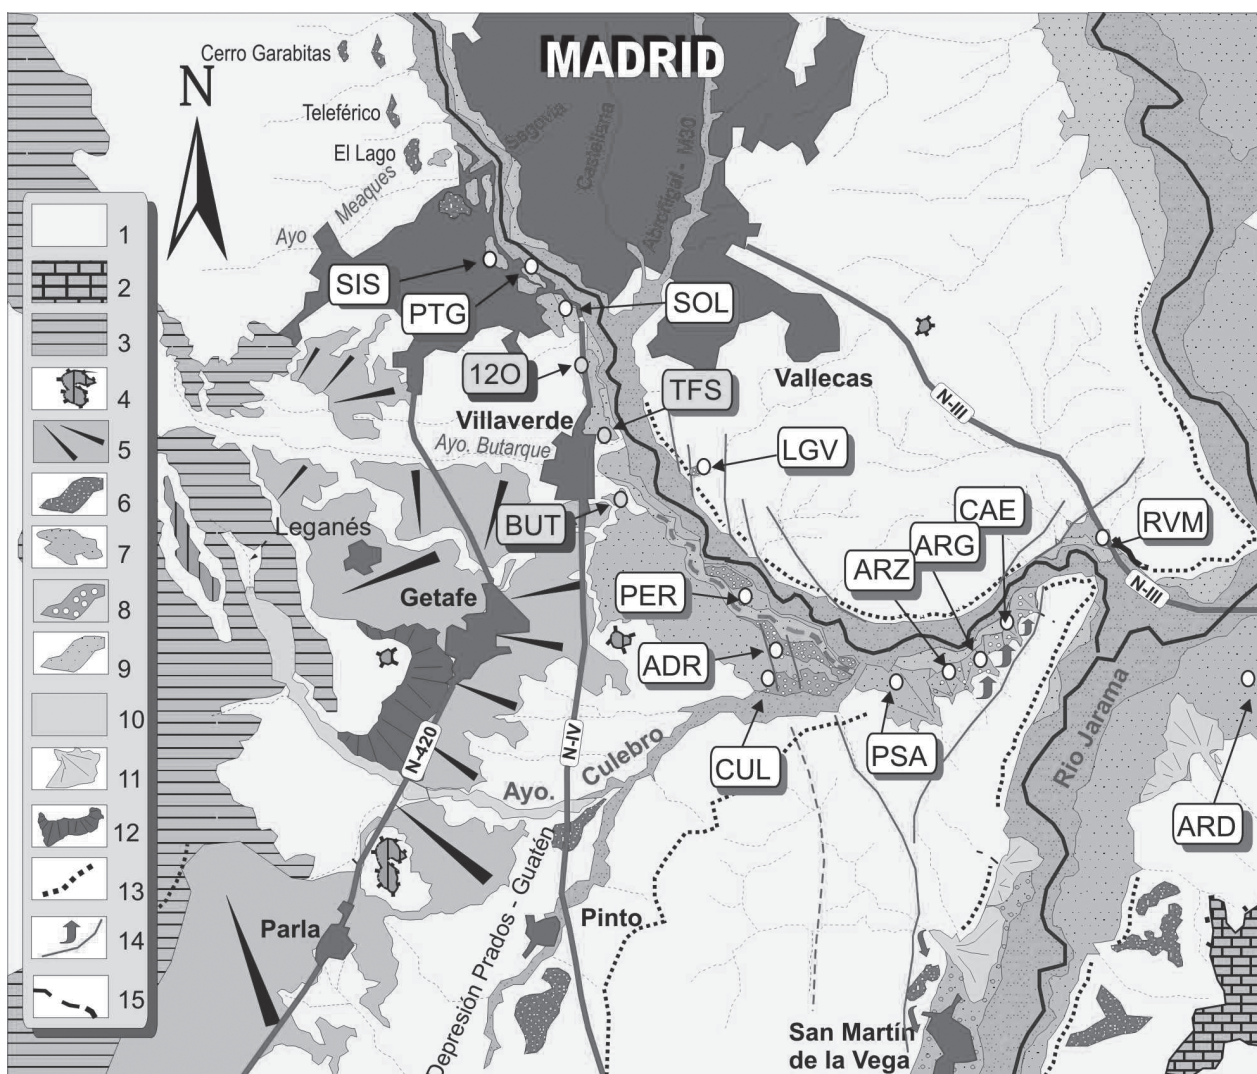 MADRID
Cerro Garabitas
N
Teleférico
El Lago
Segovia
Castellana
Abroñigal - M30
Ayo Meaques
SIS
PTG
SOL
12O
TFS
Vallecas
N-III
Villaverde
Ayo. Butarque
LGV
CAE
RVM
Leganés
BUT
ARG
ARZ
N-III
PER
Getafe
ADR
N-420
N-IV
CUL
PSA
Río Jarama
Ayo. Culebro
ARD
Parla
Pinto
Depresión Prados - Guatén
San Martín
de la Vega
1
2
3
4
5
6
7
8
9
10
11
12
13
14
15